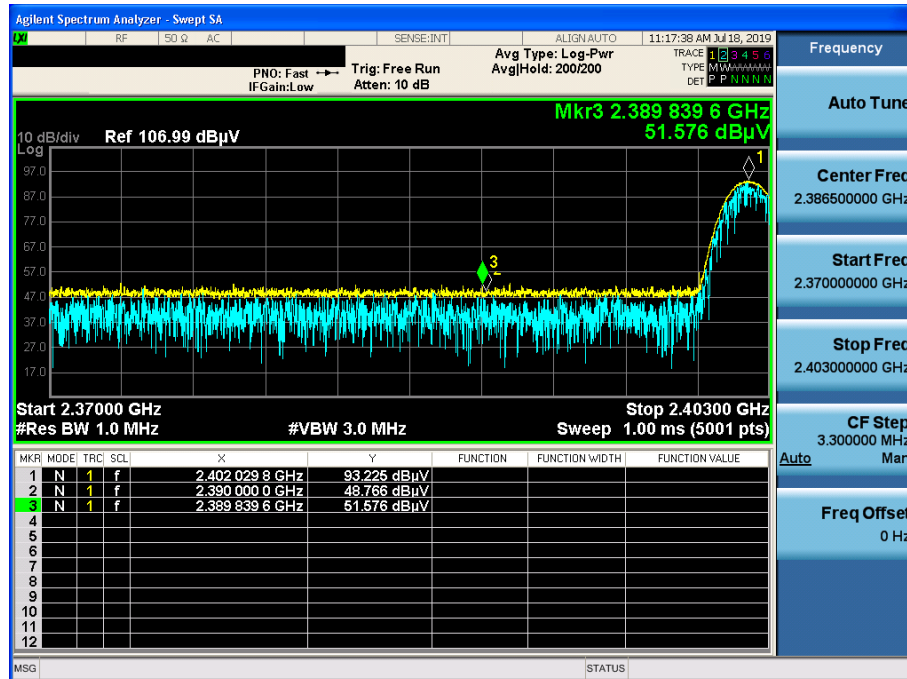 Agilent Spectrum Analyzer - Swept SA
LXI RF 50 Ω AC SENSE:INT ALIGN AUTO 11:17:38 AM Jul 18, 2019
PNO: Fast Trig: Free Run Avg Type: Log-Pwr TRACE 1 2 3 4 5 6
IFGain:Low Atten: 10 dB Avg|Hold: 200/200 TYPE M W W W W W
DET P P N N N N
Frequency
Mkr3 2.389 839 6 GHz
51.576 dBµV
10 dB/div Ref 106.99 dBµV
Log
97.0
87.0
77.0
67.0
57.0
47.0
37.0
27.0
17.0
1
3
Start 2.37000 GHz Stop 2.40300 GHz
#Res BW 1.0 MHz #VBW 3.0 MHz Sweep 1.00 ms (5001 pts)
MKR MODE TRC SCL X Y FUNCTION FUNCTION WIDTH FUNCTION VALUE
1 N 1 f 2.402 029 8 GHz 93.225 dBµV
2 N 1 f 2.390 000 0 GHz 48.766 dBµV
3 N 1 f 2.389 839 6 GHz 51.576 dBµV
4
5
6
7
8
9
10
11
12
MSG STATUS
Auto Tune
Center Freq
2.386500000 GHz
Start Freq
2.370000000 GHz
Stop Freq
2.403000000 GHz
CF Step
3.300000 MHz
Auto Man
Freq Offset
0 Hz